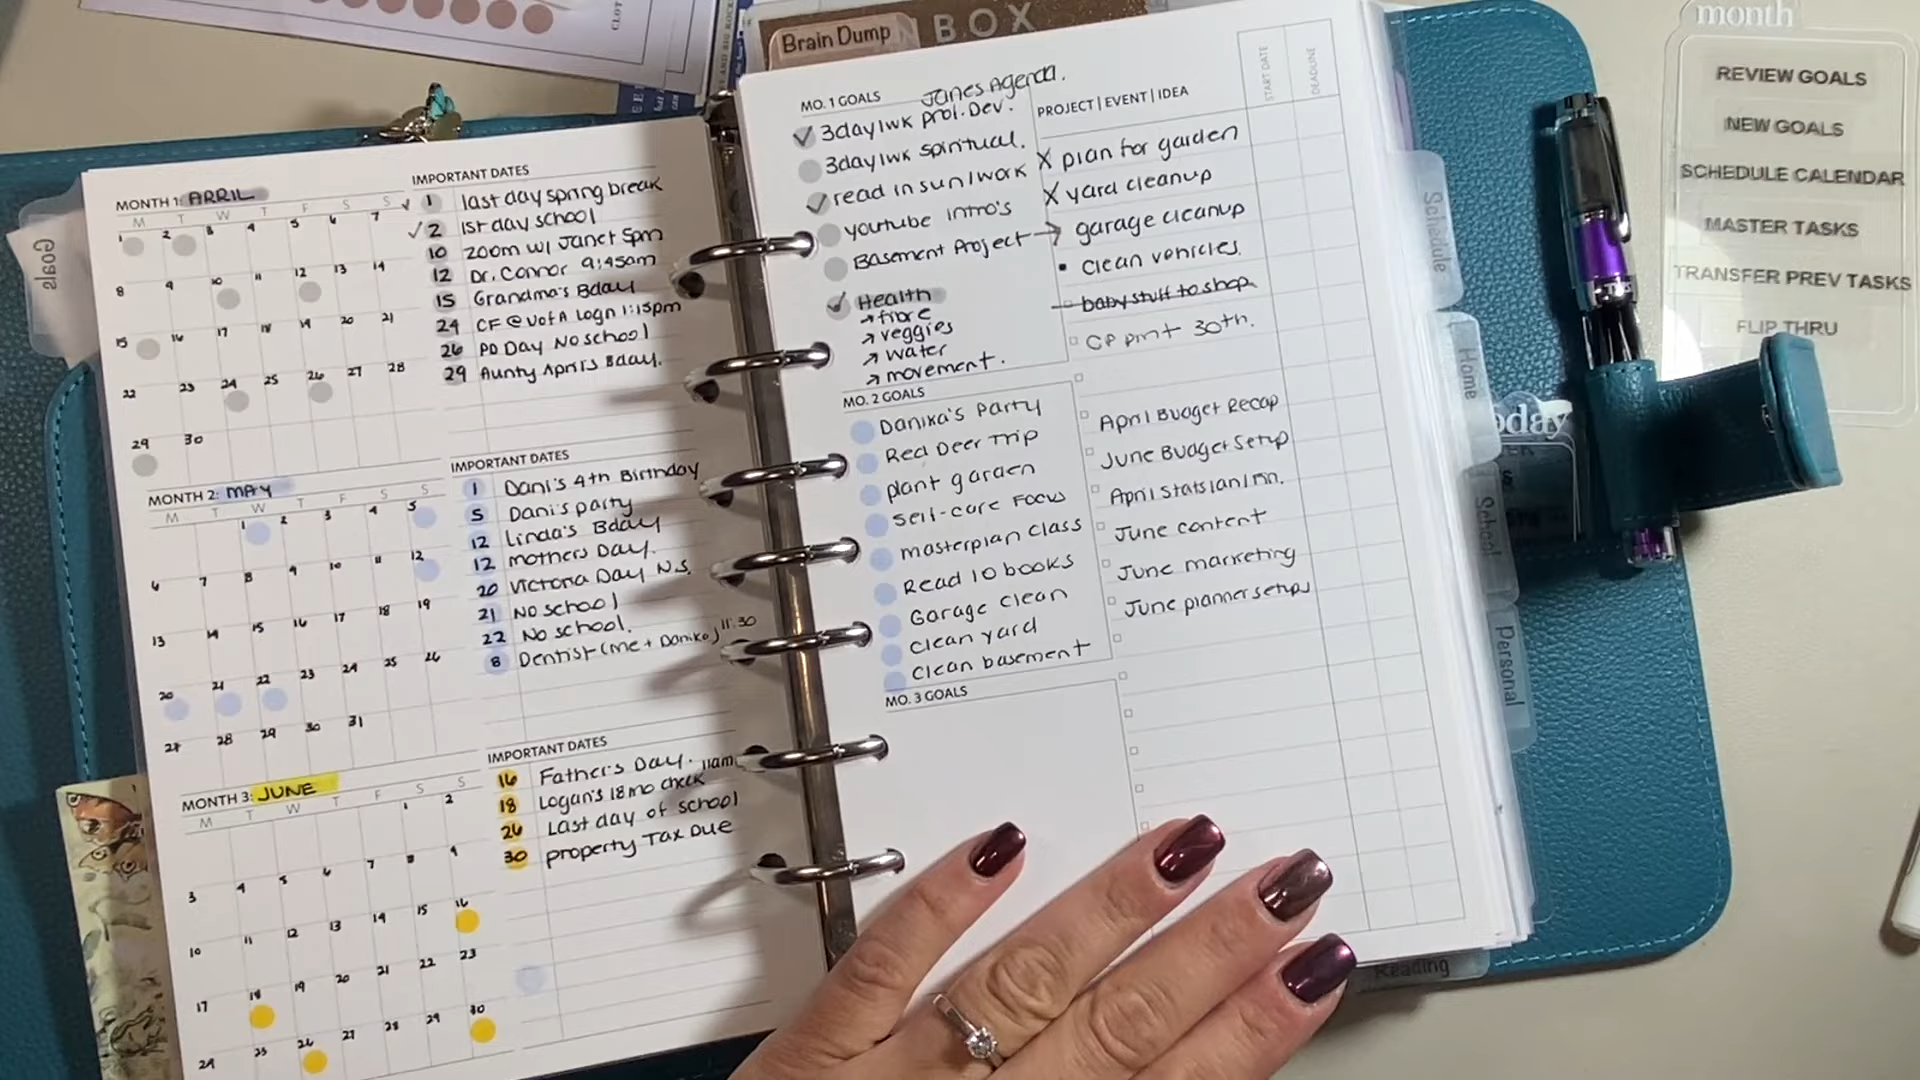 Brain Dump
BOX
month
REVIEW GOALS
NEW GOALS
SCHEDULE CALENDAR
MASTER TASKS
TRANSFER PREV TASKS
FLIP THRU
Goals
MONTH 1: APRIL
M T W T F S S
1 2 3 4 5 6 7
8 9 10 11 12 13 14
15 16 17 18 19 20 21
22 23 24 25 26 27 28
29 30
IMPORTANT DATES
✓ 1 last day spring break
✓ 2 1st day school
10 zoom w/ Janet 5pm
12 Dr. Connor 9:45am
15 Grandma's Bday
24 CF @ UofA Logn 1:15pm
26 PD Day No school
29 Aunty April's Bday.
MONTH 2: MAY
M T W T F S S
1 2 3 4 5
6 7 8 9 10 11 12
13 14 15 16 17 18 19
20 21 22 23 24 25 26
27 28 29 30 31
IMPORTANT DATES
1 Dani's 4th Birthday
5 Dani's party
12 Linda's Bday
12 mothers Day.
20 Victoria Day N.S.
21 No school
22 No school.
8 Dentist (me + Danika) 11:30
MONTH 3: JUNE
M T W T F S S
1 2
3 4 5 6 7 8 9
10 11 12 13 14 15 16
17 18 19 20 21 22 23
24 25 26 27 28 29 30
IMPORTANT DATES
16 Father's Day.
18 Logan's 18mo check 11am
26 Last day of school
30 property Tax Due
MO. 1 GOALS
Janes Agenda.
3day/wk prof. Dev.
3day/wk spiritual.
read in sun/work
youtube intro's
Basement Project →
Health
→ fibre
→ veggies
→ water
→ movement.
MO. 2 GOALS
Danika's Party
Red Deer Trip
plant garden
self-care Focus
masterplan class
Read 10 books
Garage clean
clean yard
clean basement
MO. 3 GOALS
PROJECT | EVENT | IDEA
START DATE
DEADLINE
X plan for garden
X yard cleanup
garage cleanup
• clean vehicles.
baby stuff to shop
CP print 30th.
April Budget Recap
June Budget Setup
June content
June marketing
June planner setups
Schedule
Home
School
Personal
Reading
today